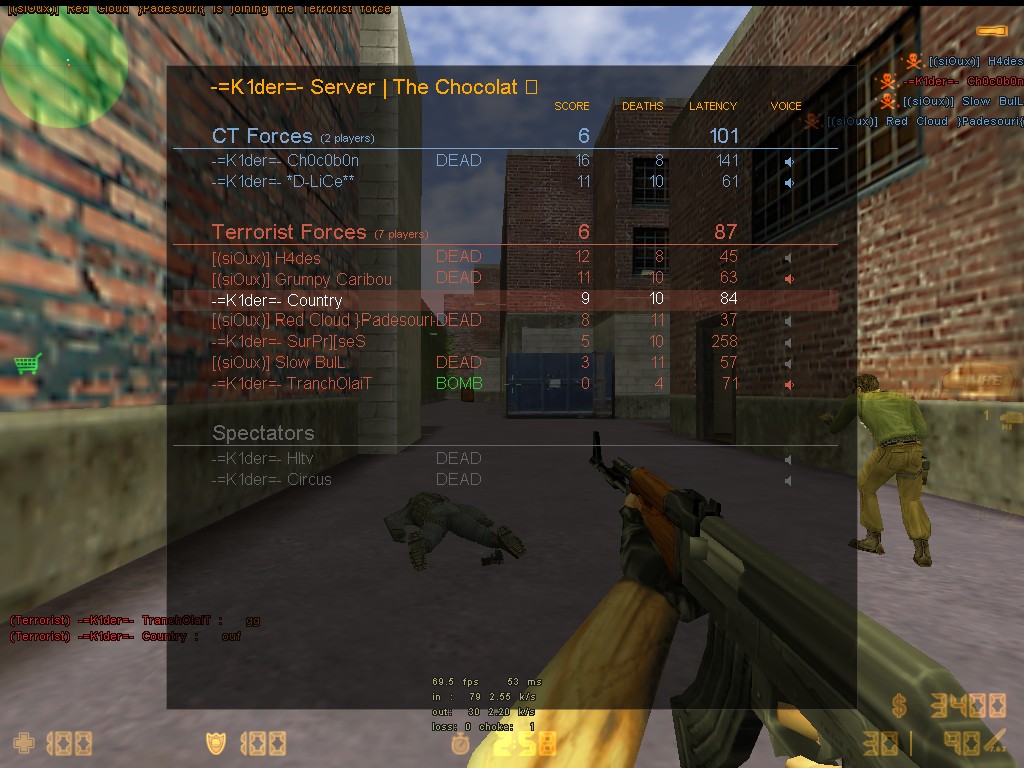 [(siOux)] Red Cloud }Padesouri{ is joining the Terrorist force
[(siOux)] H4des
-=K1der=- Ch0c0b0n
[(siOux)] Slow BulL
[(siOux)] Red Cloud }Padesouri{
-=K1der=- Server | The Chocolat
SCORE DEATHS LATENCY VOICE
CT Forces (2 players) 6 101
-=K1der=- Ch0c0b0n DEAD 16 8 141
-=K1der=- *D-LiCe** 11 10 61
Terrorist Forces (7 players) 6 87
[(siOux)] H4des DEAD 12 8 45
[(siOux)] Grumpy Caribou DEAD 11 10 63
-=K1der=- Country 9 10 84
[(siOux)] Red Cloud }Padesouri DEAD 8 11 37
-=K1der=- SurPr][seS 5 10 258
[(siOux)] Slow BulL DEAD 3 11 57
-=K1der=- TranchOlaiT BOMB -0 4 71
Spectators
-=K1der=- Hltv DEAD
-=K1der=- Circus DEAD
1
(Terrorist) -=K1der=- TranchOlaiT : gg
(Terrorist) -=K1der=- Country : ouf
69.5 fps 53 ms
in : 79 2.55 k/s
out: 30 2.20 k/s
loss: 0 choke: 1
$ 3400
100 100 2:58 30 | 90